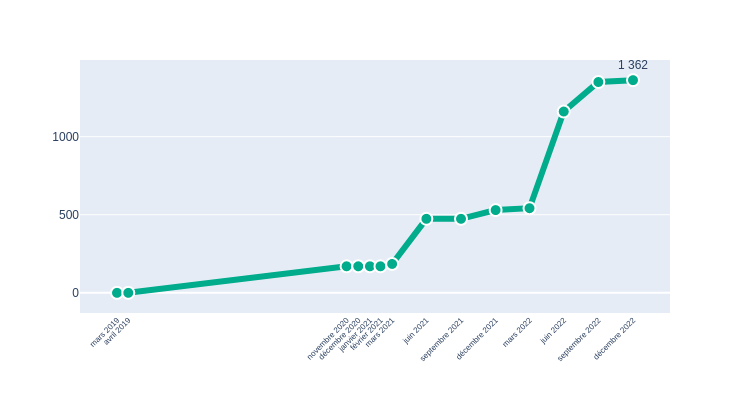 1 362
1000
500
0
mars 2019
avril 2019
novembre 2020
décembre 2020
janvier 2021
février 2021
mars 2021
juin 2021
septembre 2021
décembre 2021
mars 2022
juin 2022
septembre 2022
décembre 2022